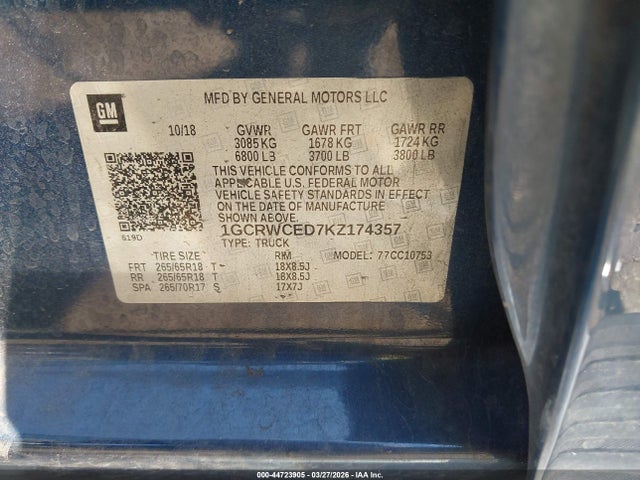 GM
MFD BY GENERAL MOTORS LLC
10/18 GVWR GAWR FRT GAWR RR
3085 KG 1678 KG 1724 KG
6800 LB 3700 LB 3800 LB
THIS VEHICLE CONFORMS TO ALL
APPLICABLE U.S. FEDERAL MOTOR
VEHICLE SAFETY STANDARDS IN EFFECT
ON THE DATE OF MANUFACTURE
SHOWN ABOVE.
619D 1GCRWCED7KZ174357
TYPE: TRUCK
TIRE SIZE RIM MODEL: 77CC10753
FRT 265/65R18 T 18X8.5J
RR 265/65R18 T 18X8.5J
SPA 265/70R17 S 17X7J
000-44723905 | 03/27/2026 | IAA Inc.